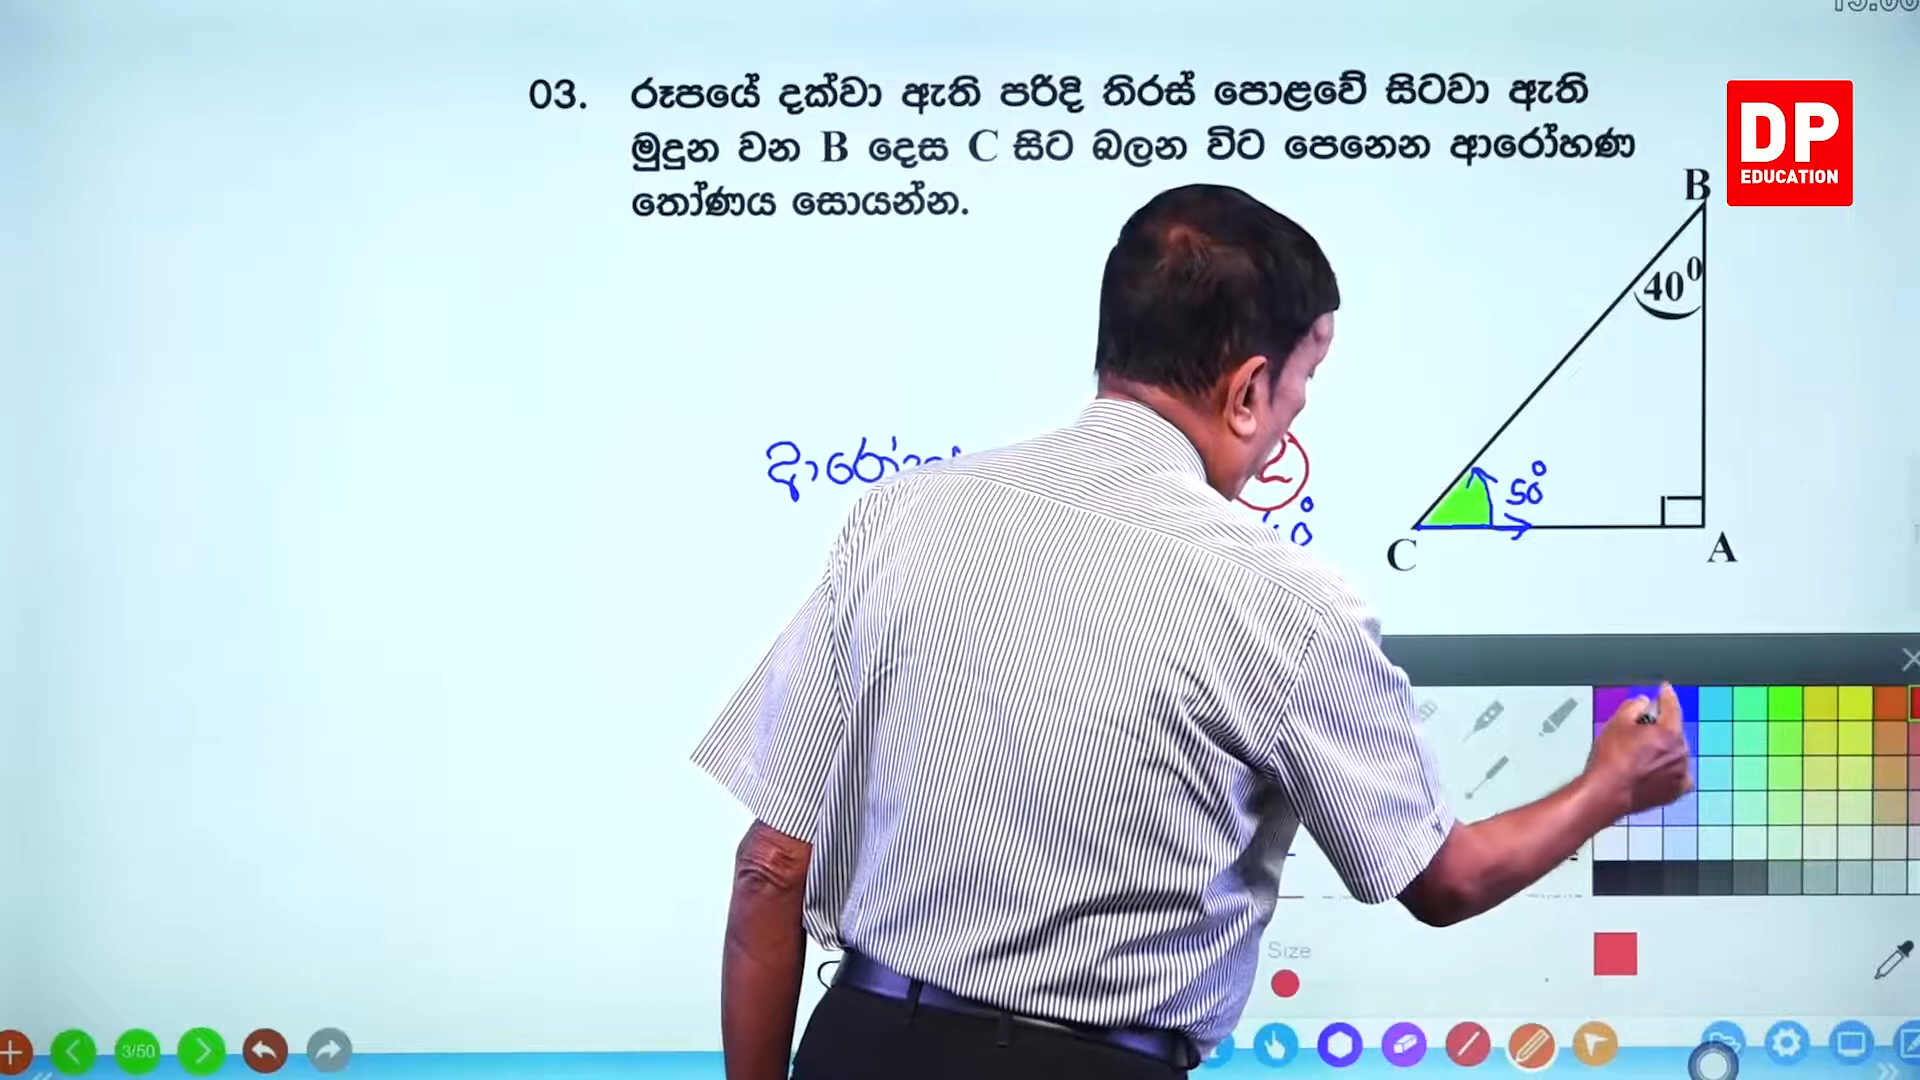 03. රූපයේ දක්වා ඇති පරිදි තිරස් පොළවේ සිටවා ඇති
මුදුන වන B දෙස C සිට බලන විට පෙනෙන ආරෝහණ
තෝණය සොයන්න.
DP
EDUCATION
B
40⁰
50°
C
A
Size
3/50